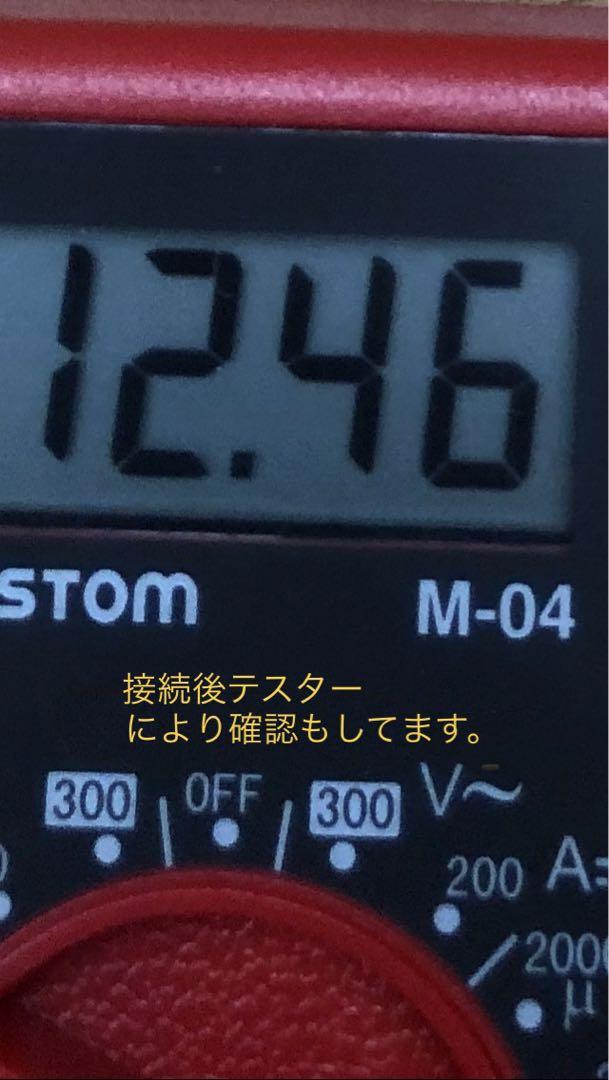 12.46
STOM
M-04
接続後テスター
により確認もしてます。
300
OFF
300
V~
200
A=
200
μ